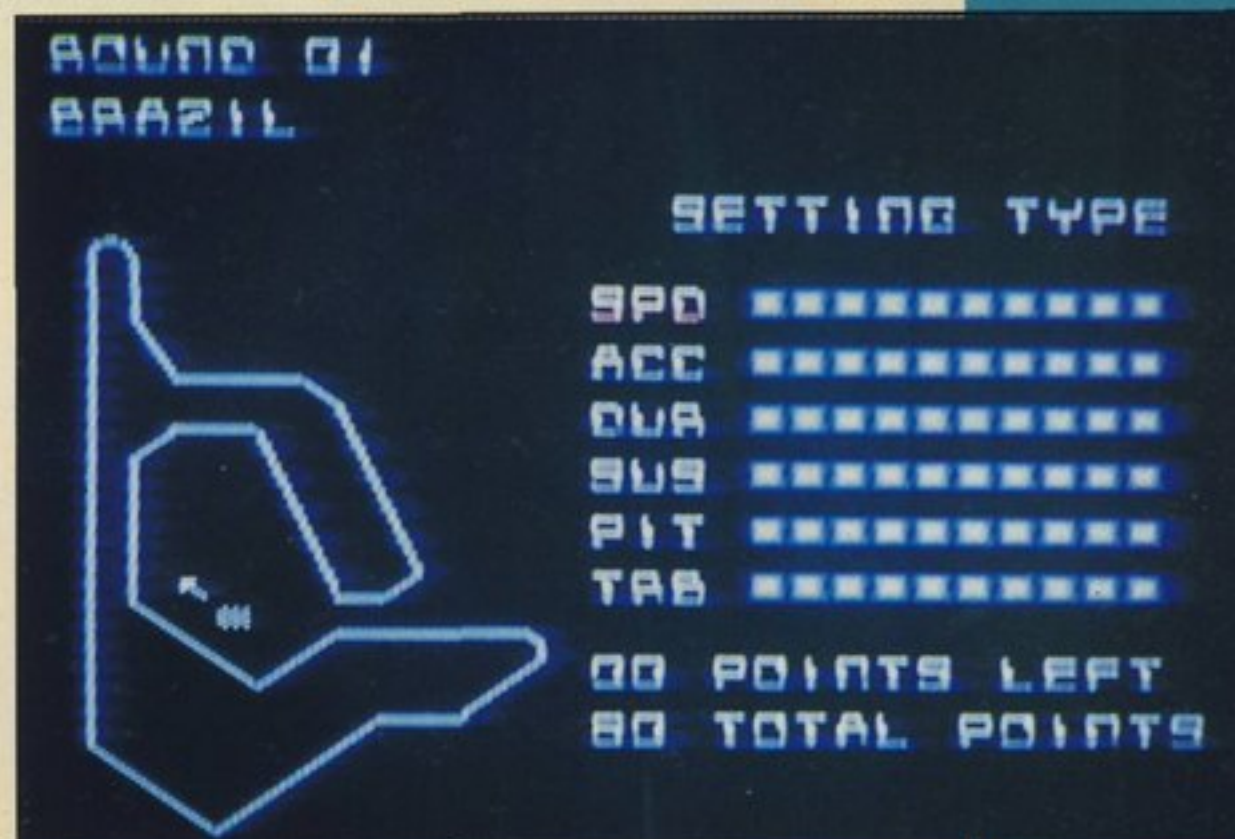 ROUND 01
BRAZIL
SETTING TYPE
SPD
ACC
DUR
SUS
PIT
TAB
00 POINTS LEFT
80 TOTAL POINTS